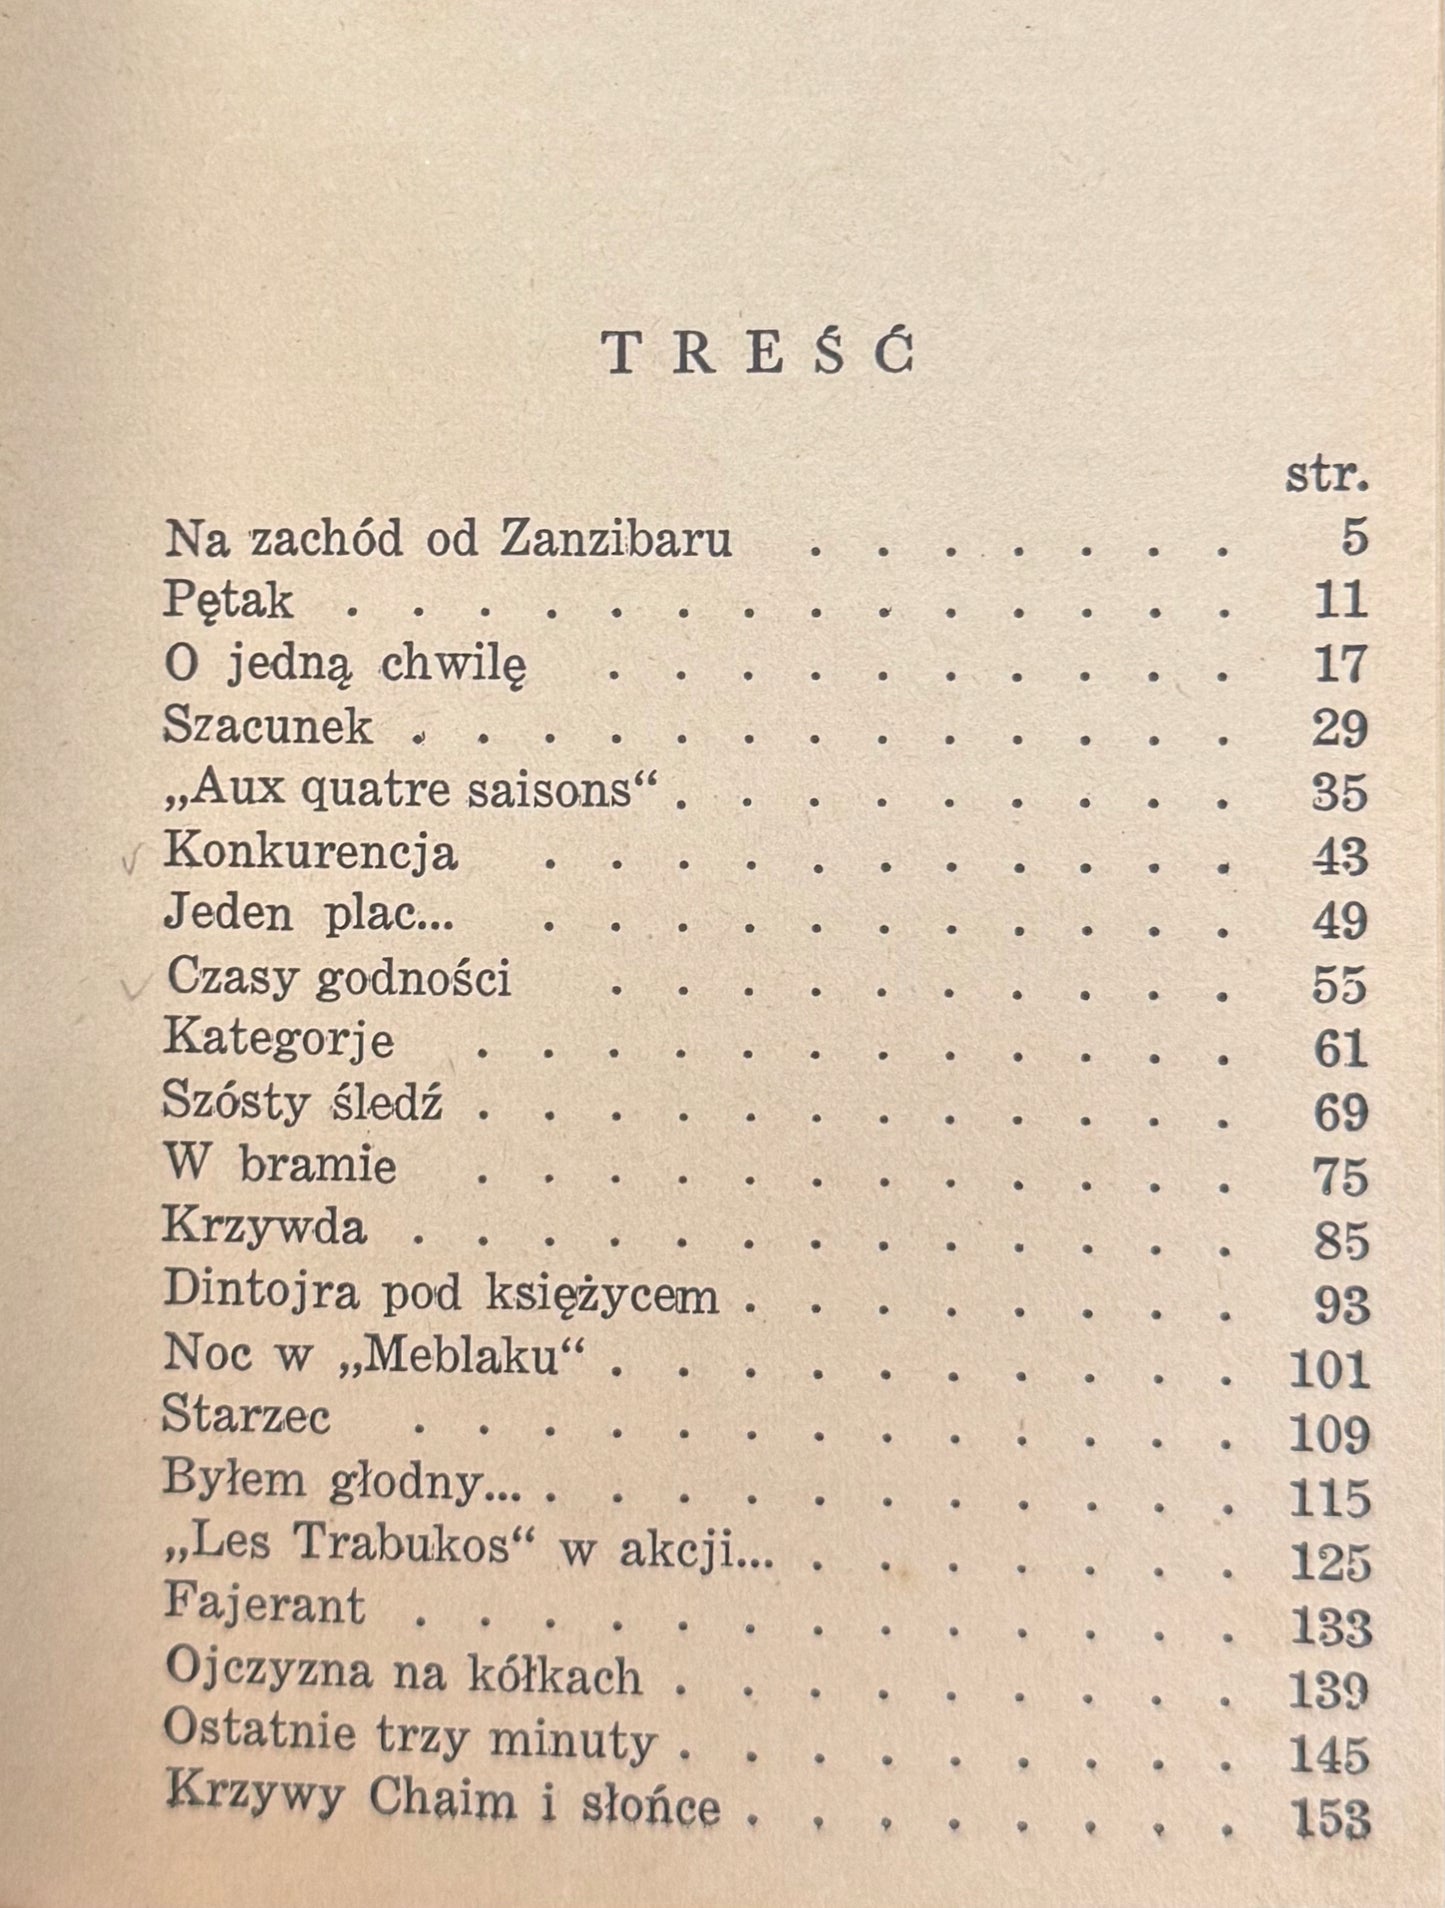 TREŚĆ
str.
Na zachód od Zanzibaru . . . . . . . 5
Pętak . . . . . . . . . . . . . . 11
O jedną chwilę . . . . . . . . . . 17
Szacunek . . . . . . . . . . . . . 29
„Aux quatre saisons“ . . . . . . . . . 35
Konkurencja . . . . . . . . . . . 43
Jeden plac... . . . . . . . . . . . 49
Czasy godności . . . . . . . . . . 55
Kategorje . . . . . . . . . . . . 61
Szósty śledź . . . . . . . . . . . . 69
W bramie . . . . . . . . . . . . 75
Krzywda . . . . . . . . . . . . . 85
Dintojra pod księżycem . . . . . . . . 93
Noc w „Meblaku“ . . . . . . . . . . 101
Starzec . . . . . . . . . . . . . 109
Byłem głodny... . . . . . . . . . . . 115
„Les Trabukos“ w akcji... . . . . . . . 125
Fajerant . . . . . . . . . . . . . 133
Ojczyzna na kółkach . . . . . . . . . 139
Ostatnie trzy minuty . . . . . . . . . 145
Krzywy Chaim i słońce . . . . . . . . 153